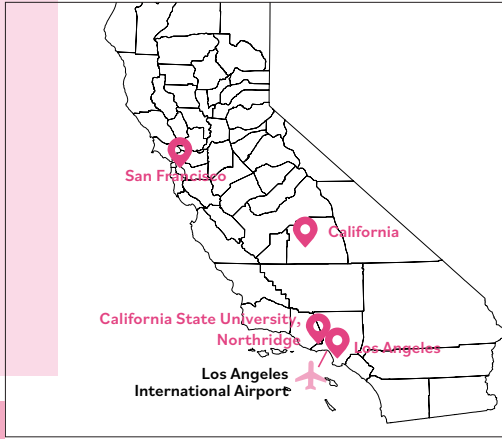 San Francisco
California
California State University,
Northridge
Los Angeles
Los Angeles
International Airport